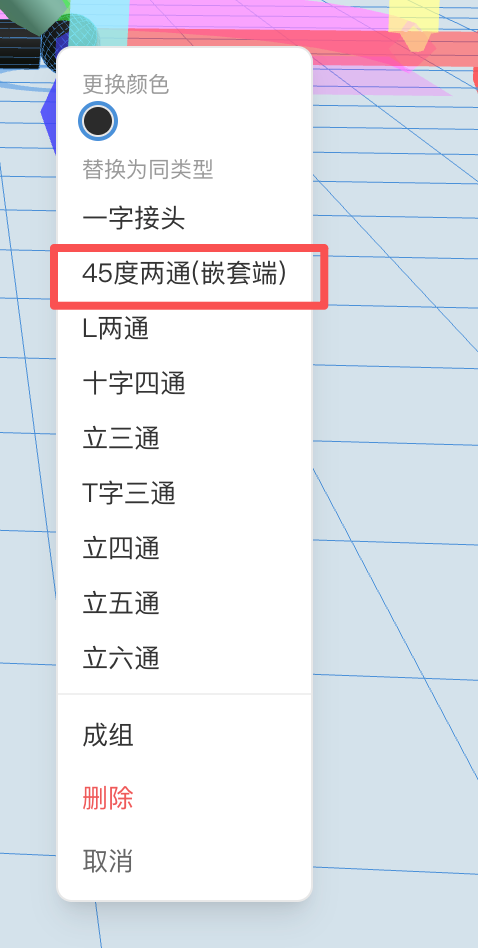 更换颜色
替换为同类型
一字接头
45度两通(嵌套端)
L两通
十字四通
立三通
T字三通
立四通
立五通
立六通
成组
删除
取消